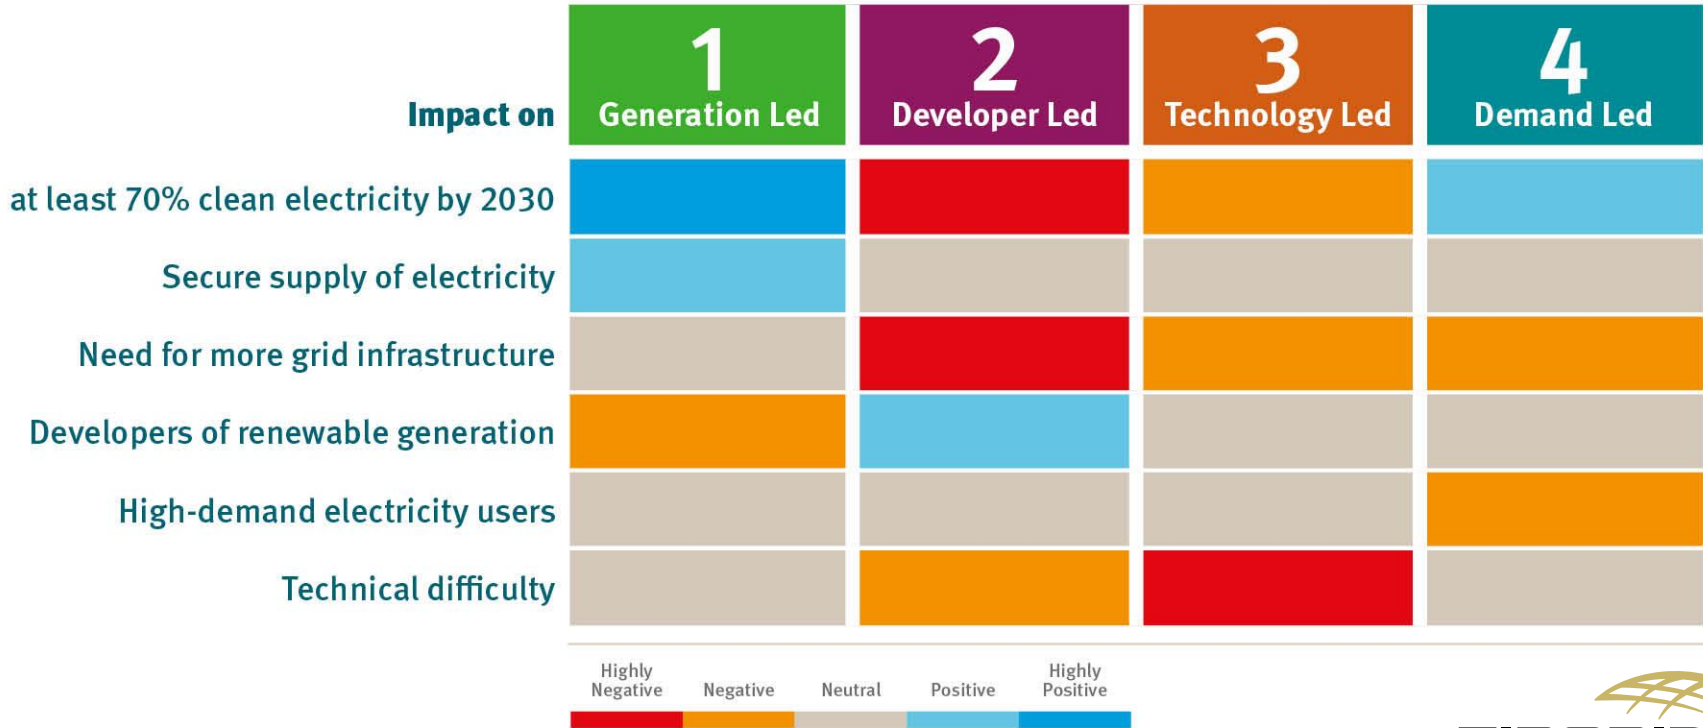 1 2 3 4
Impact on Generation Led Developer Led Technology Led Demand Led
at least 70% clean electricity by 2030
Secure supply of electricity
Need for more grid infrastructure
Developers of renewable generation
High-demand electricity users
Technical difficulty
Highly Negative Negative Neutral Positive Highly Positive